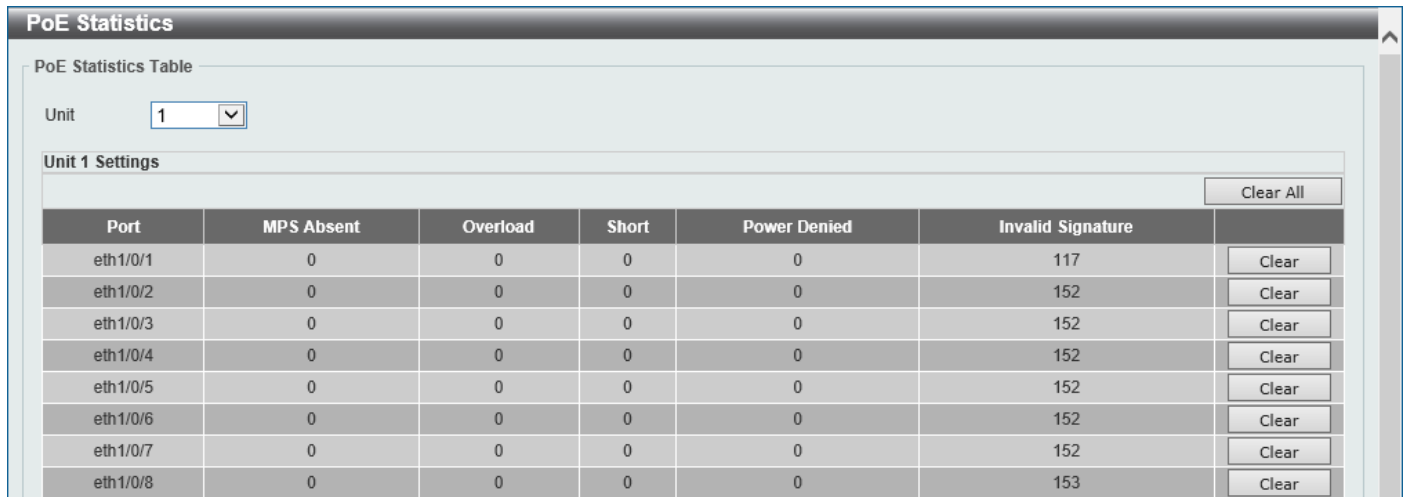 PoE Statistics
PoE Statistics Table
Unit 1
Unit 1 Settings
Clear All
Port MPS Absent Overload Short Power Denied Invalid Signature
eth1/0/1 0 0 0 0 117 Clear
eth1/0/2 0 0 0 0 152 Clear
eth1/0/3 0 0 0 0 152 Clear
eth1/0/4 0 0 0 0 152 Clear
eth1/0/5 0 0 0 0 152 Clear
eth1/0/6 0 0 0 0 152 Clear
eth1/0/7 0 0 0 0 152 Clear
eth1/0/8 0 0 0 0 153 Clear